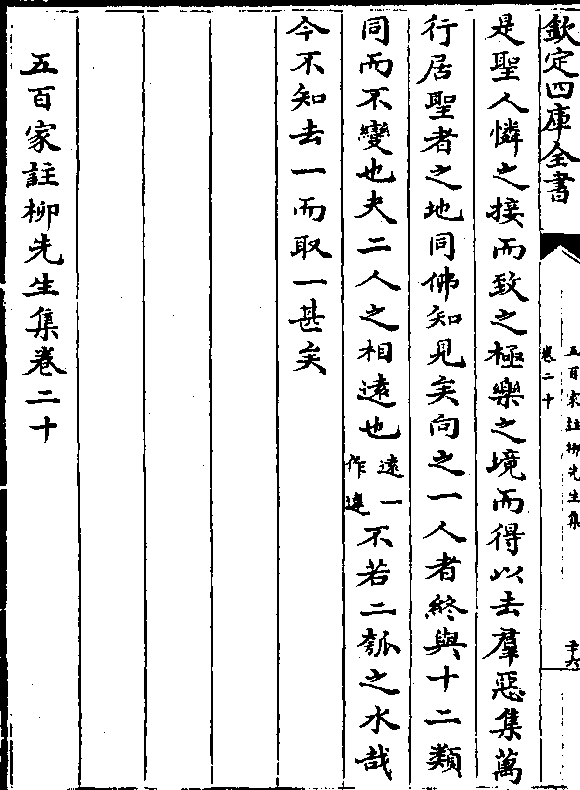 欽定四庫全書
五百家註柳先生集
卷二十
是聖人憐之接而致之極樂之境而得以去羣惡集萬
行居聖者之地同佛知見矣向之一人者終與十二類
同而不變也夫二人之相遠也遠一作違不若二瓠之水哉
今不知去一而取一甚矣
五百家註柳先生集卷二十